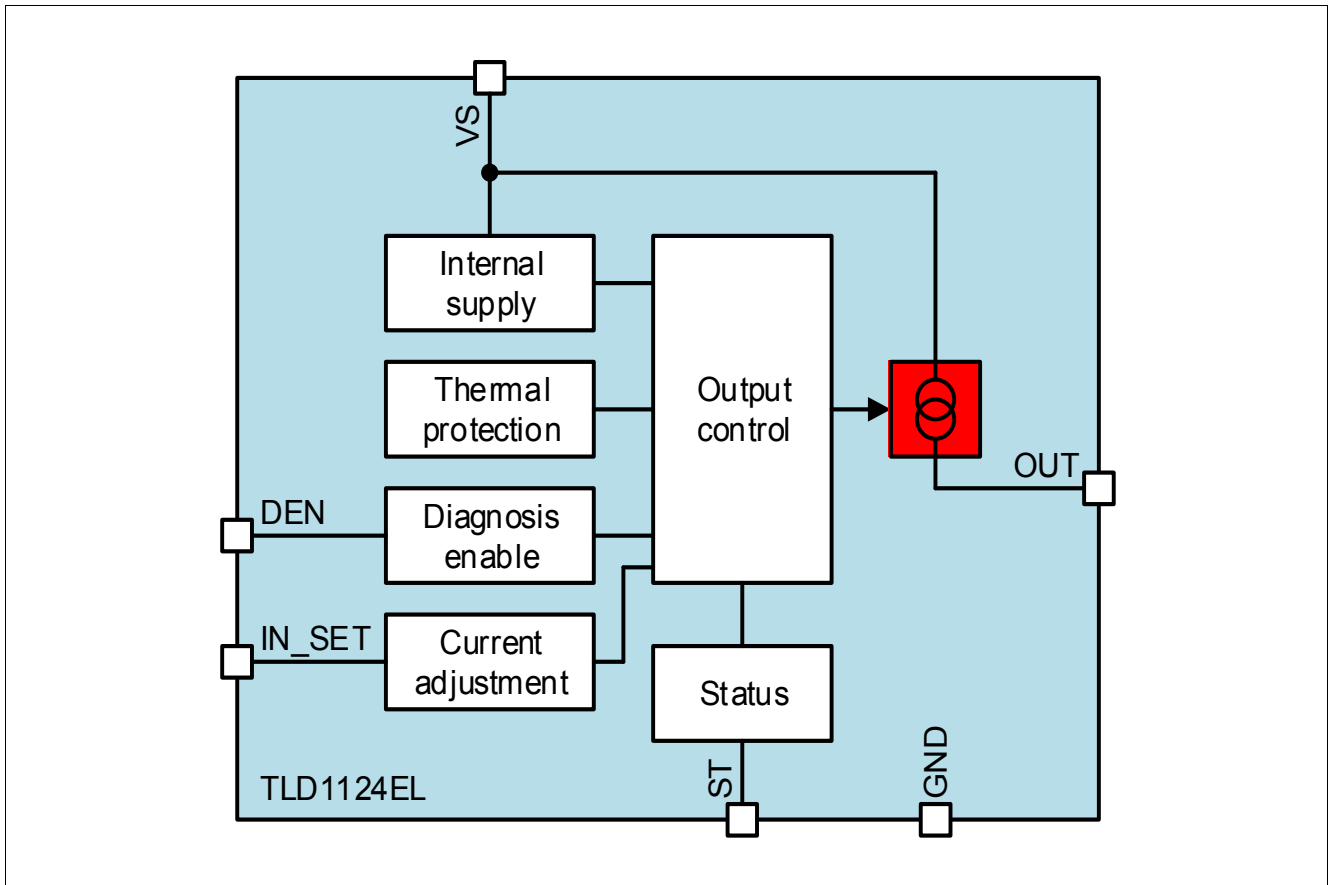 VS
Internal
supply
Thermal
protection
Output
control
OUT
DEN
Diagnosis
enable
IN_SET
Current
adjustment
Status
ST
GND
TLD1124EL